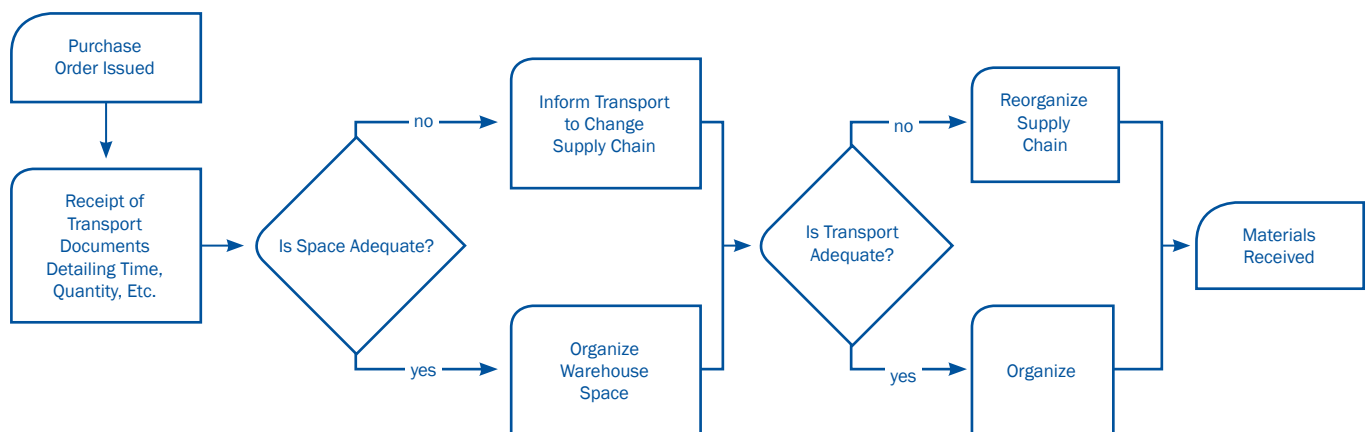 Purchase
Order Issued
Receipt of
Transport
Documents
Detailing Time,
Quantity, Etc.
Is Space Adequate?
no
yes
Inform Transport
to Change
Supply Chain
Organize
Warehouse
Space
Is Transport
Adequate?
no
yes
Reorganize
Supply
Chain
Organize
Materials
Received